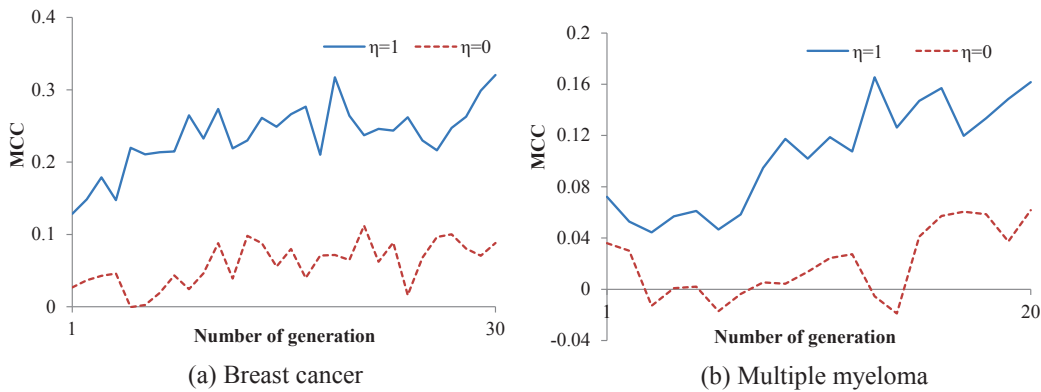 0.4
0.3
0.2
0.1
0
MCC
η=1
η=0
1
30
Number of generation
(a) Breast cancer
0.2
0.16
0.12
0.08
0.04
0
-0.04
MCC
η=1
η=0
1
20
Number of generation
(b) Multiple myeloma